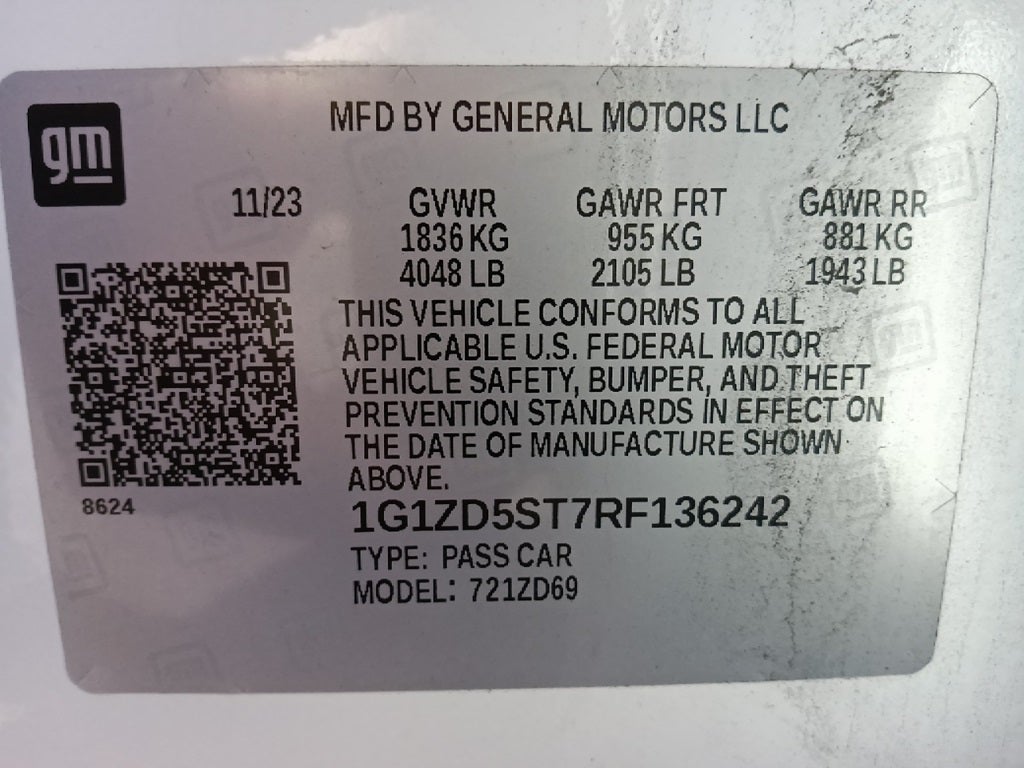 gm
MFD BY GENERAL MOTORS LLC
11/23 GVWR GAWR FRT GAWR RR
1836 KG 955 KG 881 KG
4048 LB 2105 LB 1943 LB
THIS VEHICLE CONFORMS TO ALL
APPLICABLE U.S. FEDERAL MOTOR
VEHICLE SAFETY, BUMPER, AND THEFT
PREVENTION STANDARDS IN EFFECT ON
THE DATE OF MANUFACTURE SHOWN
ABOVE.
8624
1G1ZD5ST7RF136242
TYPE: PASS CAR
MODEL: 721ZD69